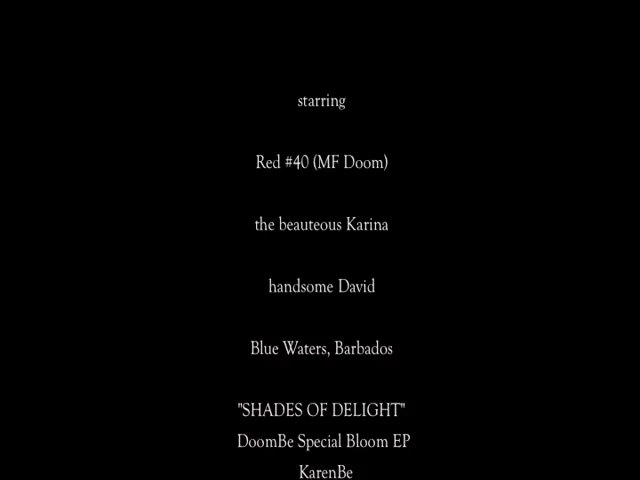 starring
Red #40 (MF Doom)
the beauteous Karina
handsome David
Blue Waters, Barbados
"SHADES OF DELIGHT"
DoomBe Special Bloom EP
KarenBe